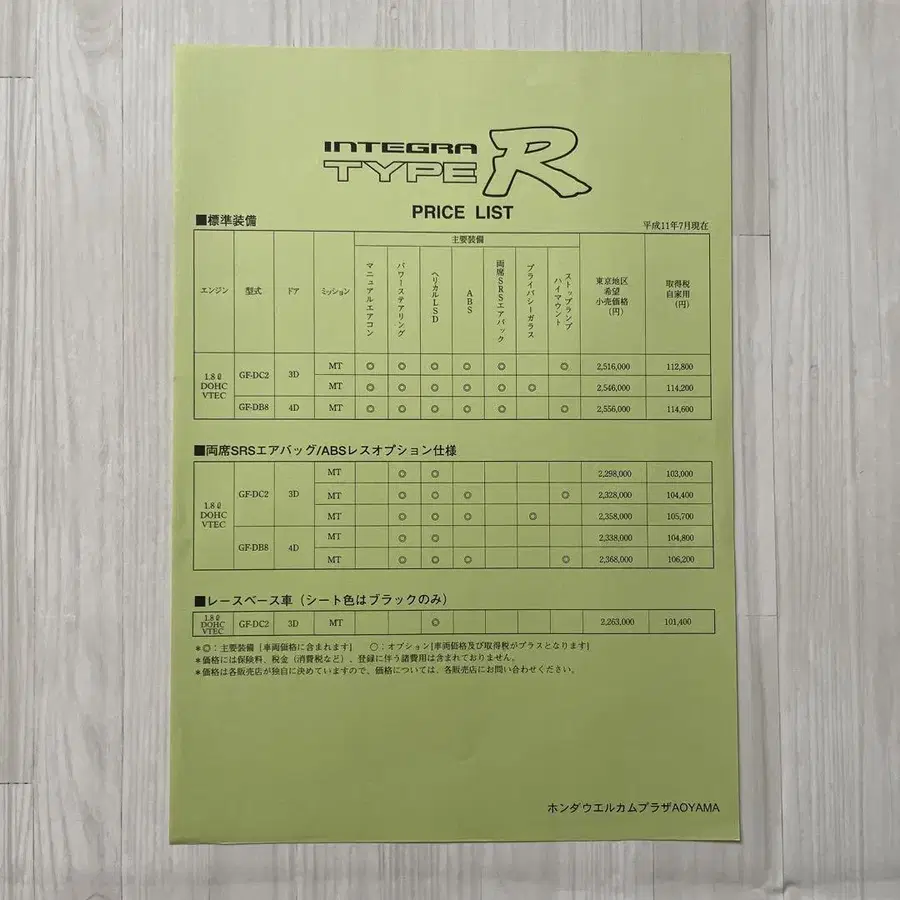 INTEGRA
TYPE R
PRICE LIST
■標準装備
平成11年7月現在
エンジン 型式 ドア ミッション 主要装備 東京地区希望小売価格(円) 取得税自家用(円)
マニュアルエアコン パワーステアリング ヘリカルLSD ABS 両席SRSエアバック プライバシーガラス ストップランプハイマウント
1.8ℓ DOHC VTEC GF-DC2 3D MT ◎ ◎ ◎ ◎ ◎ ◎ 2,516,000 112,800
MT ◎ ◎ ◎ ◎ ◎ ◎ 2,546,000 114,200
GF-DB8 4D MT ◎ ◎ ◎ ◎ ◎ ◎ 2,556,000 114,600
■両席SRSエアバッグ/ABSレスオプション仕様
1.8ℓ DOHC VTEC GF-DC2 3D MT ◎ ◎ 2,298,000 103,000
MT ◎ ◎ ◎ ◎ 2,328,000 104,400
MT ◎ ◎ ◎ ◎ 2,358,000 105,700
GF-DB8 4D MT ◎ ◎ 2,338,000 104,800
MT ◎ ◎ ◎ ◎ 2,368,000 106,200
■レースベース車（シート色はブラックのみ）
1.8ℓ DOHC VTEC GF-DC2 3D MT ◎ 2,263,000 101,400
＊◎：主要装備［車両価格に含まれます］　○：オプション[車両価格及び取得税がプラスとなります]
＊価格には保険料、税金（消費税など）、登録に伴う諸費用は含まれておりません。
＊価格は各販売店が独自に決めていますので、価格については、各販売店にお問い合わせください。
ホンダウエルカムプラザAOYAMA